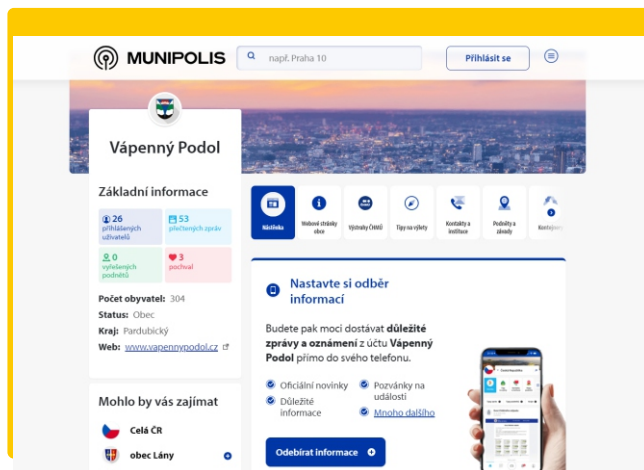 MUNIPOLIS
např. Praha 10
Přihlásit se
Vápenný Podol
Základní informace
26
přihlášených
uživatelů
53
přečtených zpráv
0
vyřešených
podnětů
3
pochval
Počet obyvatel: 304
Status: Obec
Kraj: Pardubický
Web: www.vapennypodol.cz
Mohlo by vás zajímat
Celá ČR
obec Lány
Nástěnka
Webové stránky
obce
Výstrahy ČHMÚ
Tipy na výlety
Kontakty a
instituce
Podněty a
závady
Nastavte si odběr
informací
Budete pak moci dostávat důležité
zprávy a oznámení z účtu Vápenný
Podol přímo do svého telefonu.
Oficiální novinky
Důležité
informace
Pozvánky na
události
Mnoho dalšího
Odebírat informace